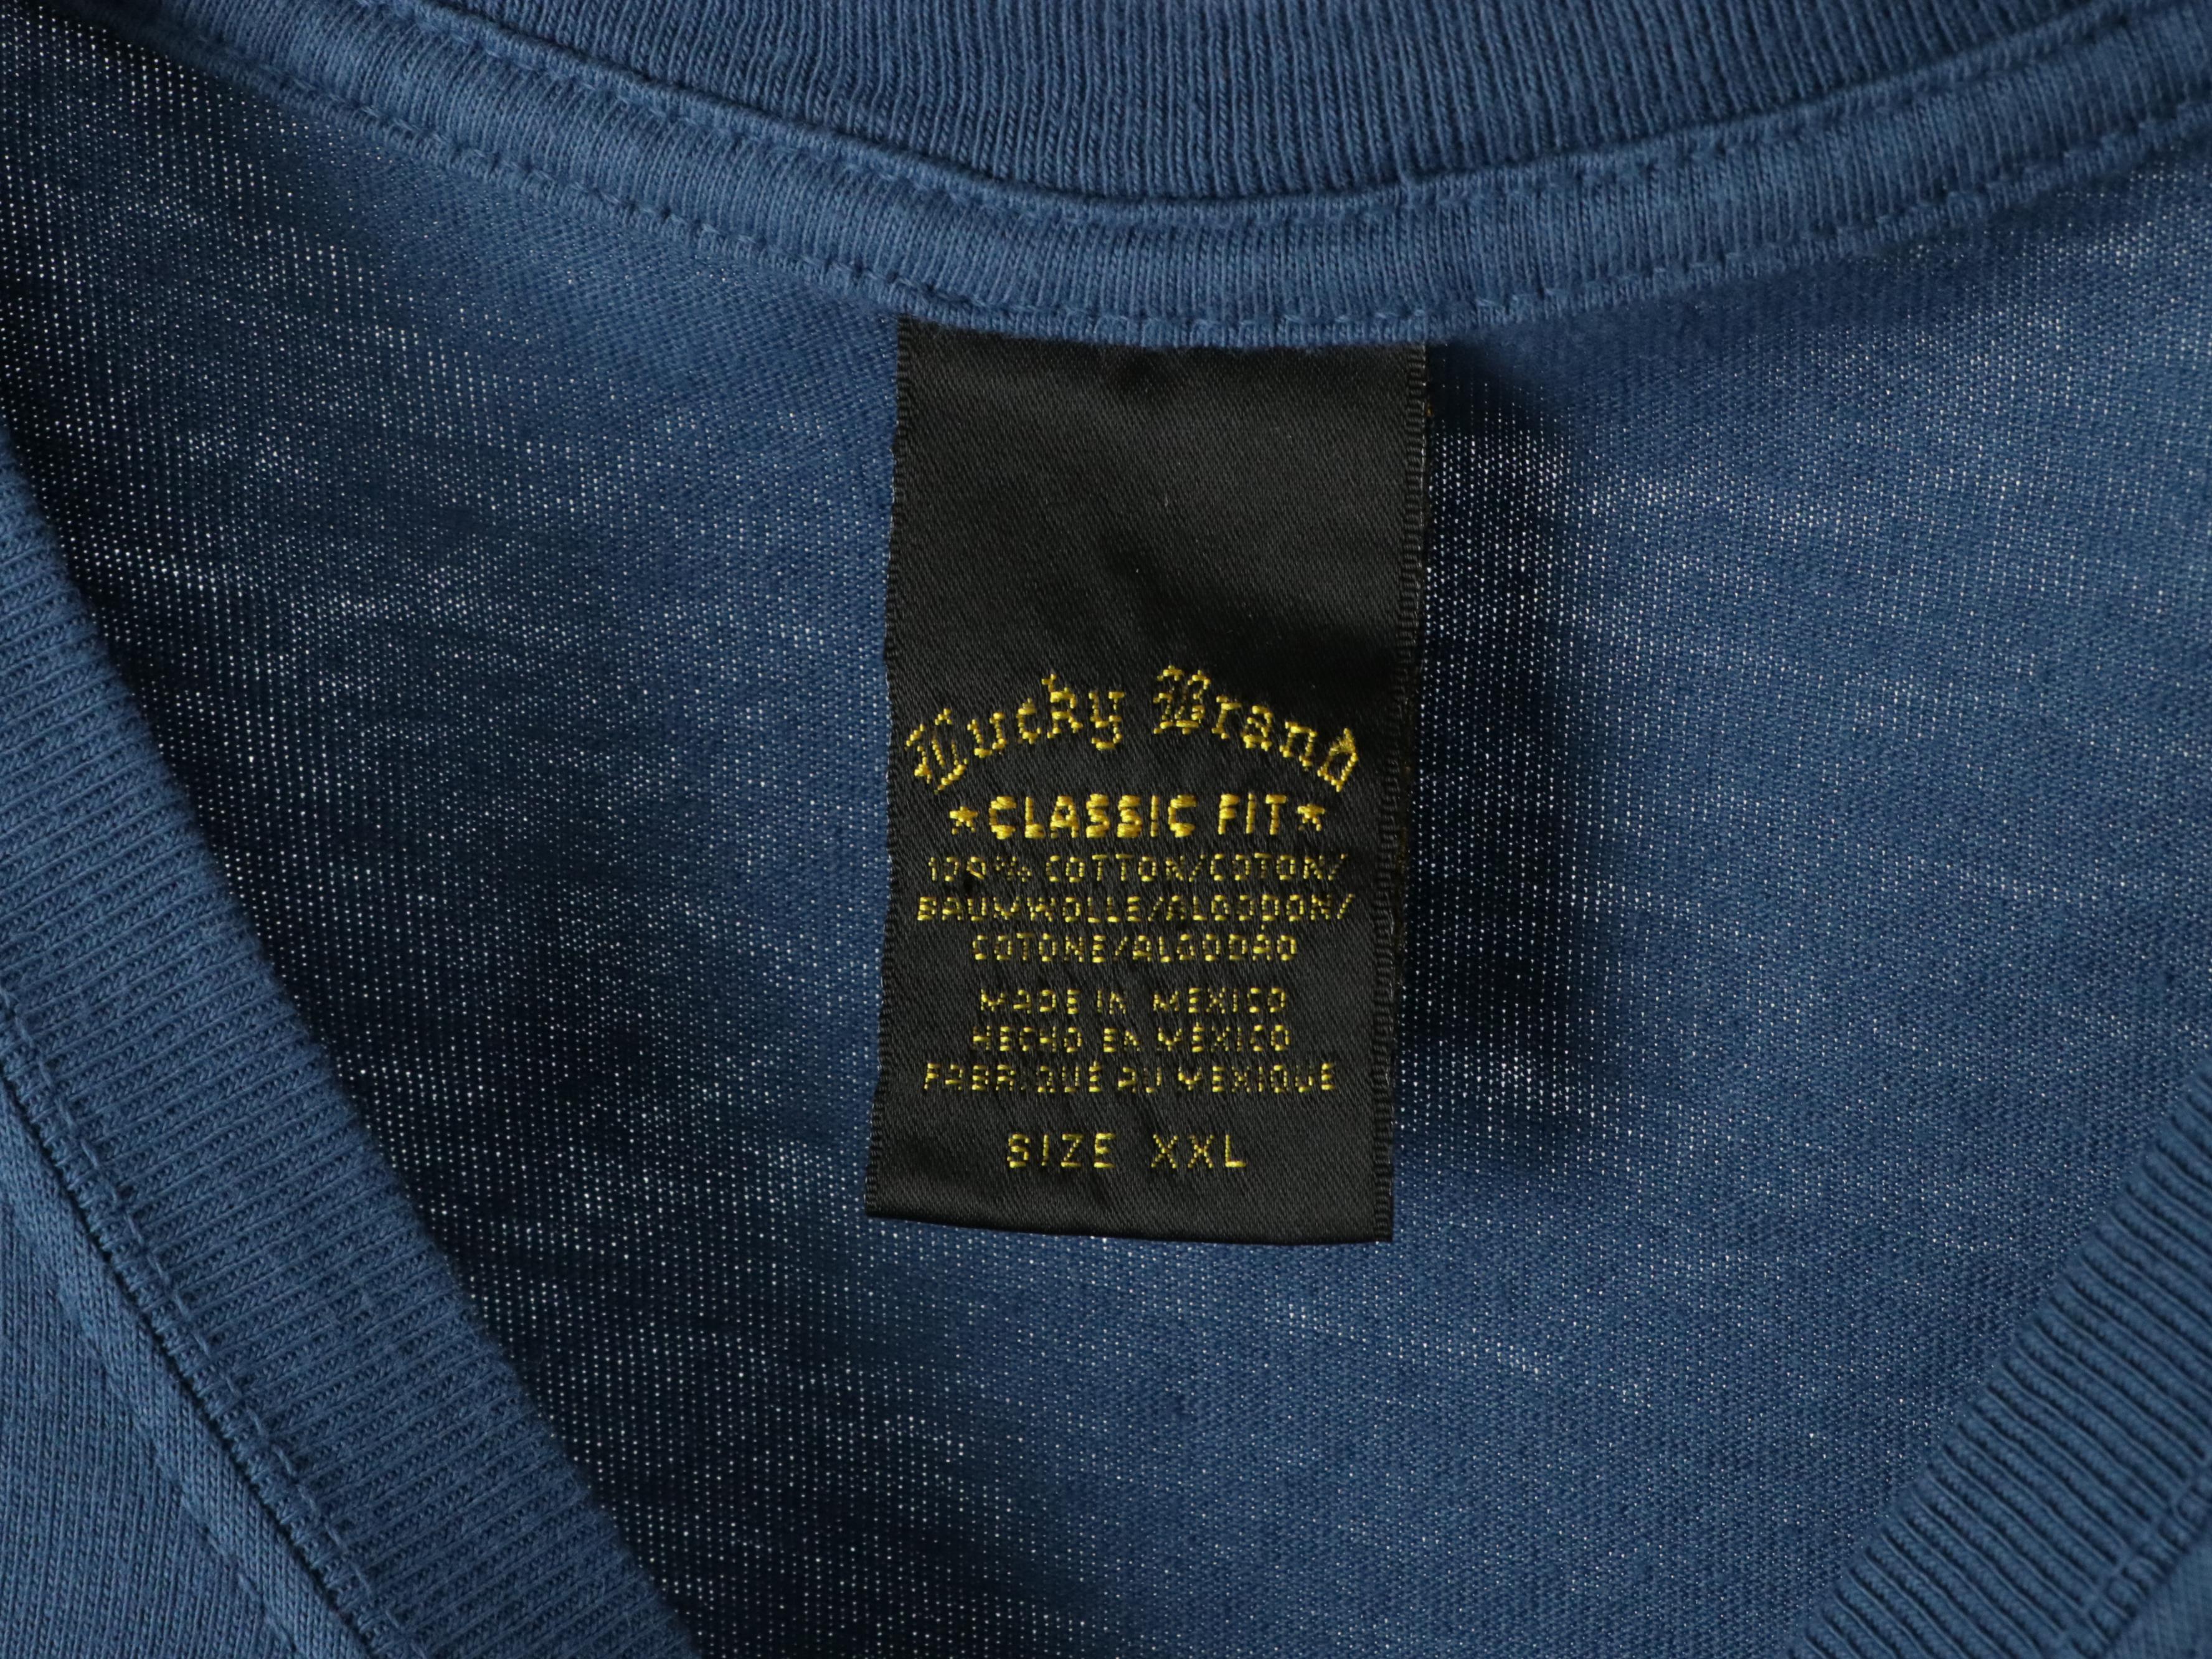 Lucky Brand
★CLASSIC FIT★
100% COTTON/COTON/
BAUMWOLLE/ALGODON/
COTONE/ALGODÃO
MADE IN MEXICO
HECHO EN MEXICO
FABRIQUÉ AU MEXIQUE
SIZE XXL